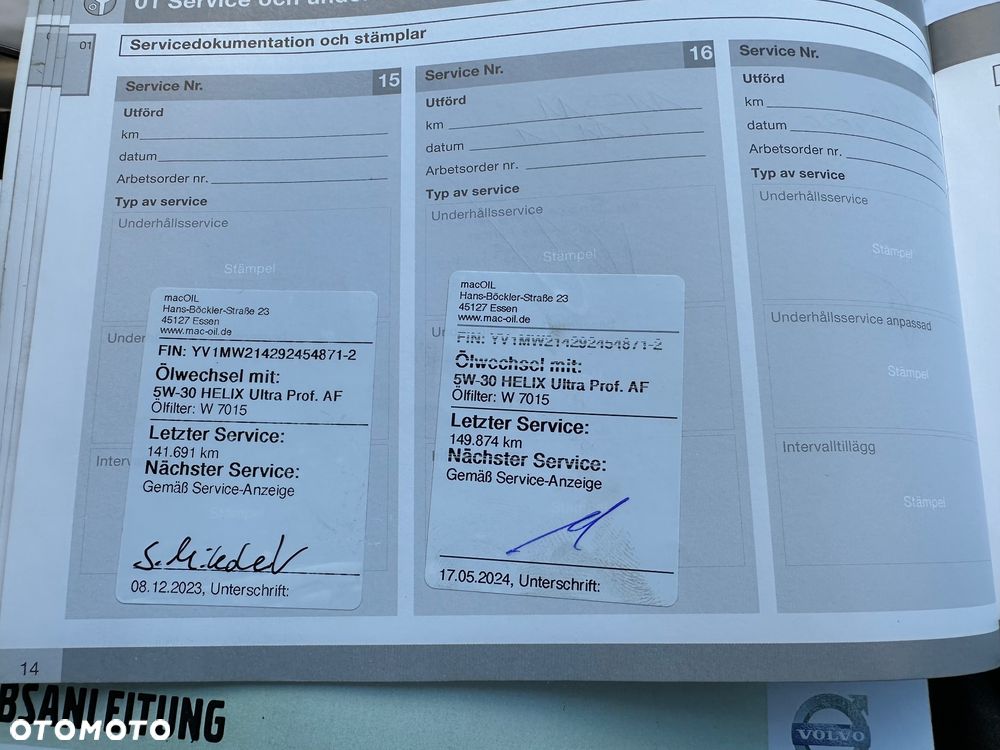 01 Service och
01
Servicedokumentation och stämplar
Service Nr. 15
Utförd
km
datum
Arbetsorder nr.
Typ av service
Underhållsservice
Stämpel
Under
Interv
macOIL
Hans-Böckler-Straße 23
45127 Essen
www.mac-oil.de
FIN: YV1MW214292454871-2
Ölwechsel mit:
5W-30 HELIX Ultra Prof. AF
Ölfilter: W 7015
Letzter Service:
141.691 km
Nächster Service:
Gemäß Service-Anzeige
08.12.2023, Unterschrift:
Service Nr. 16
Utförd
km
datum
Arbetsorder nr.
Typ av service
Underhållsservice
Stämpel
macOIL
Hans-Böckler-Straße 23
45127 Essen
www.mac-oil.de
FIN: YV1MW214292454871-2
Ölwechsel mit:
5W-30 HELIX Ultra Prof. AF
Ölfilter: W 7015
Letzter Service:
149.874 km
Nächster Service:
Gemäß Service-Anzeige
17.05.2024, Unterschrift:
Service Nr.
Utförd
km
datum
Arbetsorder nr.
Typ av service
Underhållsservice
Stämpel
Underhållsservice anpassad
Stämpel
Intervalltillägg
Stämpel
14
BSANLEITUNG
OTOMOTO
VOLVO